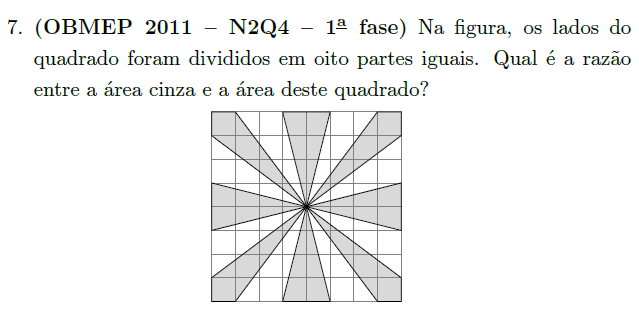 7. (OBMEP 2011 – N2Q4 – 1ª fase) Na figura, os lados do
quadrado foram divididos em oito partes iguais. Qual é a razão
entre a área cinza e a área deste quadrado?